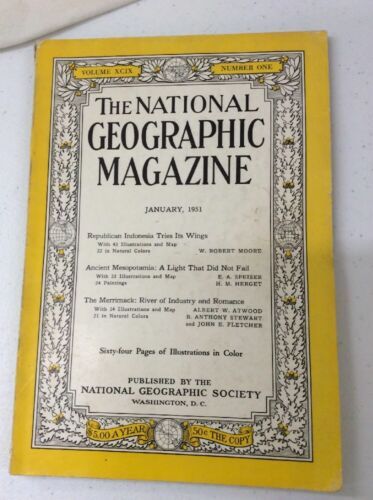 VOLUME XCIX NUMBER ONE
THE NATIONAL
GEOGRAPHIC
MAGAZINE
JANUARY, 1951
Republican Indonesia Tries Its Wings
With 42 Illustrations and Map
22 in Natural Colors W. ROBERT MOORE
Ancient Mesopotamia: A Light That Did Not Fail
With 33 Illustrations and Map E. A. SPEISER
24 Paintings H. M. HERGET
The Merrimack: River of Industry and Romance
With 24 Illustrations and Map ALBERT W. ATWOOD
21 in Natural Colors B. ANTHONY STEWART
and JOHN E. FLETCHER
Sixty-four Pages of Illustrations in Color
PUBLISHED BY THE
NATIONAL GEOGRAPHIC SOCIETY
WASHINGTON, D. C.
$5.00 A YEAR 50¢ THE COPY